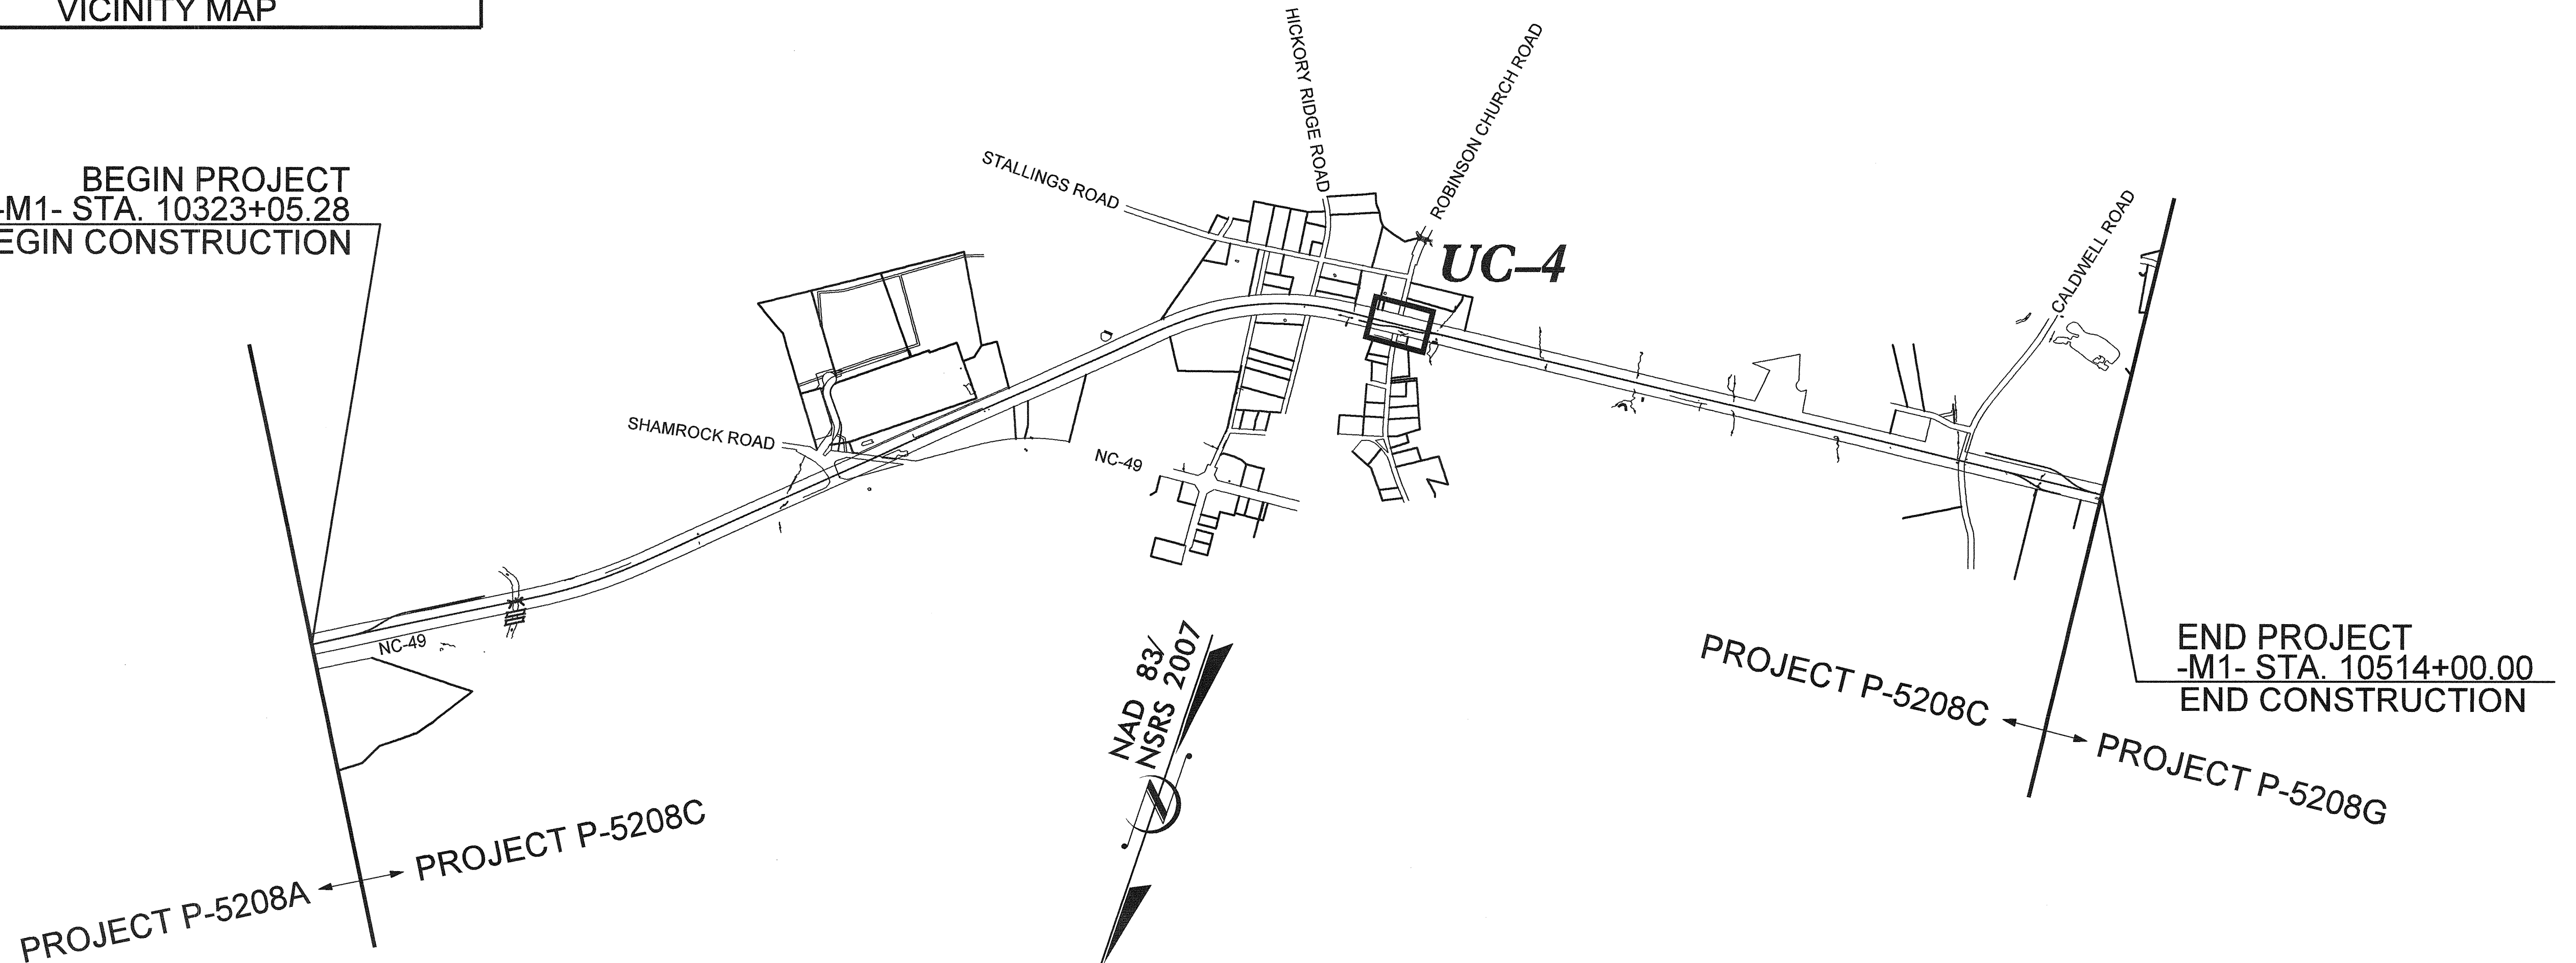 VICINITY MAP
BEGIN PROJECT
-M1- STA. 10323+05.28
EGIN CONSTRUCTION
HICKORY RIDGE ROAD
ROBINSON CHURCH ROAD
STALLINGS ROAD
UC-4
CALDWELL ROAD
SHAMROCK ROAD
NC-49
NC-49
NAD 83/
NSRS 2007
END PROJECT
-M1- STA. 10514+00.00
END CONSTRUCTION
PROJECT P-5208C
PROJECT P-5208G
PROJECT P-5208C
PROJECT P-5208A